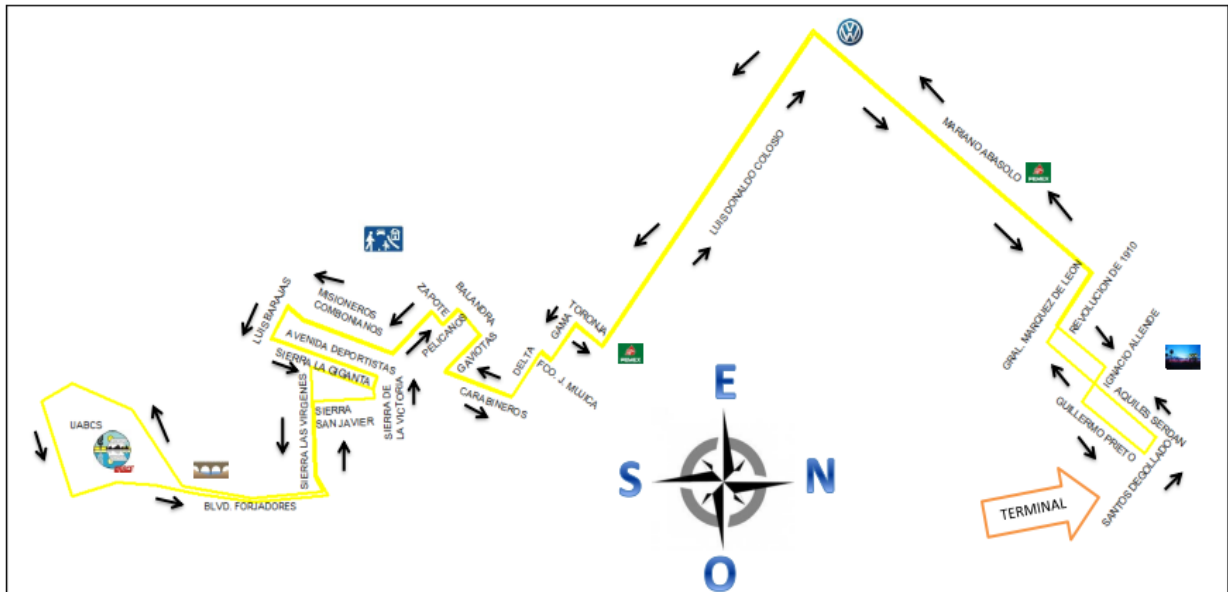 MARIANO ABASOLO
PEMEX
LUIS DONALDO COLOSIO
GRAL. MARQUEZ DE LEON
REVOLUCION DE 1910
IGNACIO ALLENDE
AQUILES SERDAN
GUILLERMO PRIETO
SANTOS DEGOLLADO
TERMINAL
LUIS BARAJAS
MISIONEROS
COMBONIANOS
ZAPOTE
BALANDRA
PELICANOS
GAVIOTAS
TORONJA
GAMA
DELTA
FCO. J. MUJICA
PEMEX
CARABINEROS
AVENIDA DEPORTISTAS
SIERRA LA GIGANTA
SIERRA
SAN JAVIER
SIERRA DE
LA VICTORIA
SIERRA LAS VIRGENES
UABCS
BLVD. FORJADORES
E
S
N
O